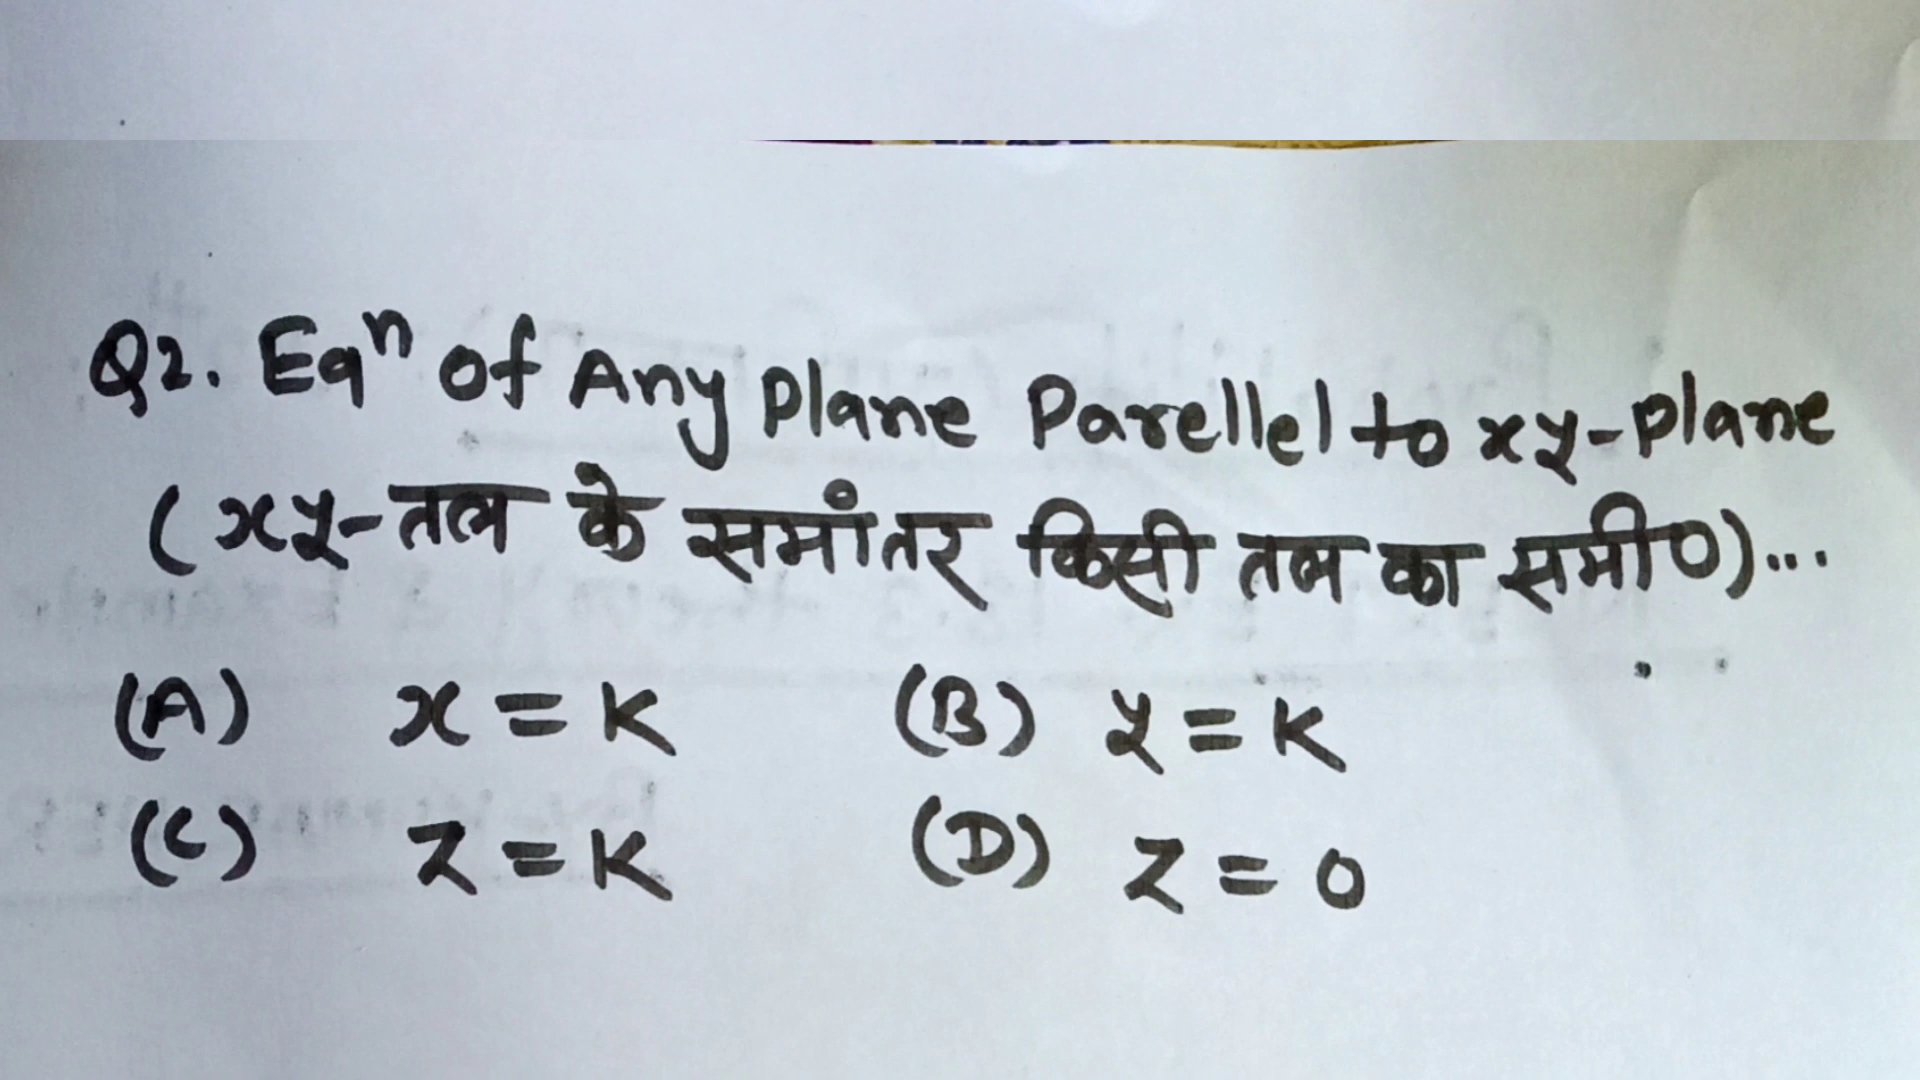 Q2. Eqⁿ of Any Plane Parellel to xy-plane
(xy-तल के समांतर किसी तल का समी०)...
(A) x = K (B) y = K
(C) z = K (D) z = 0